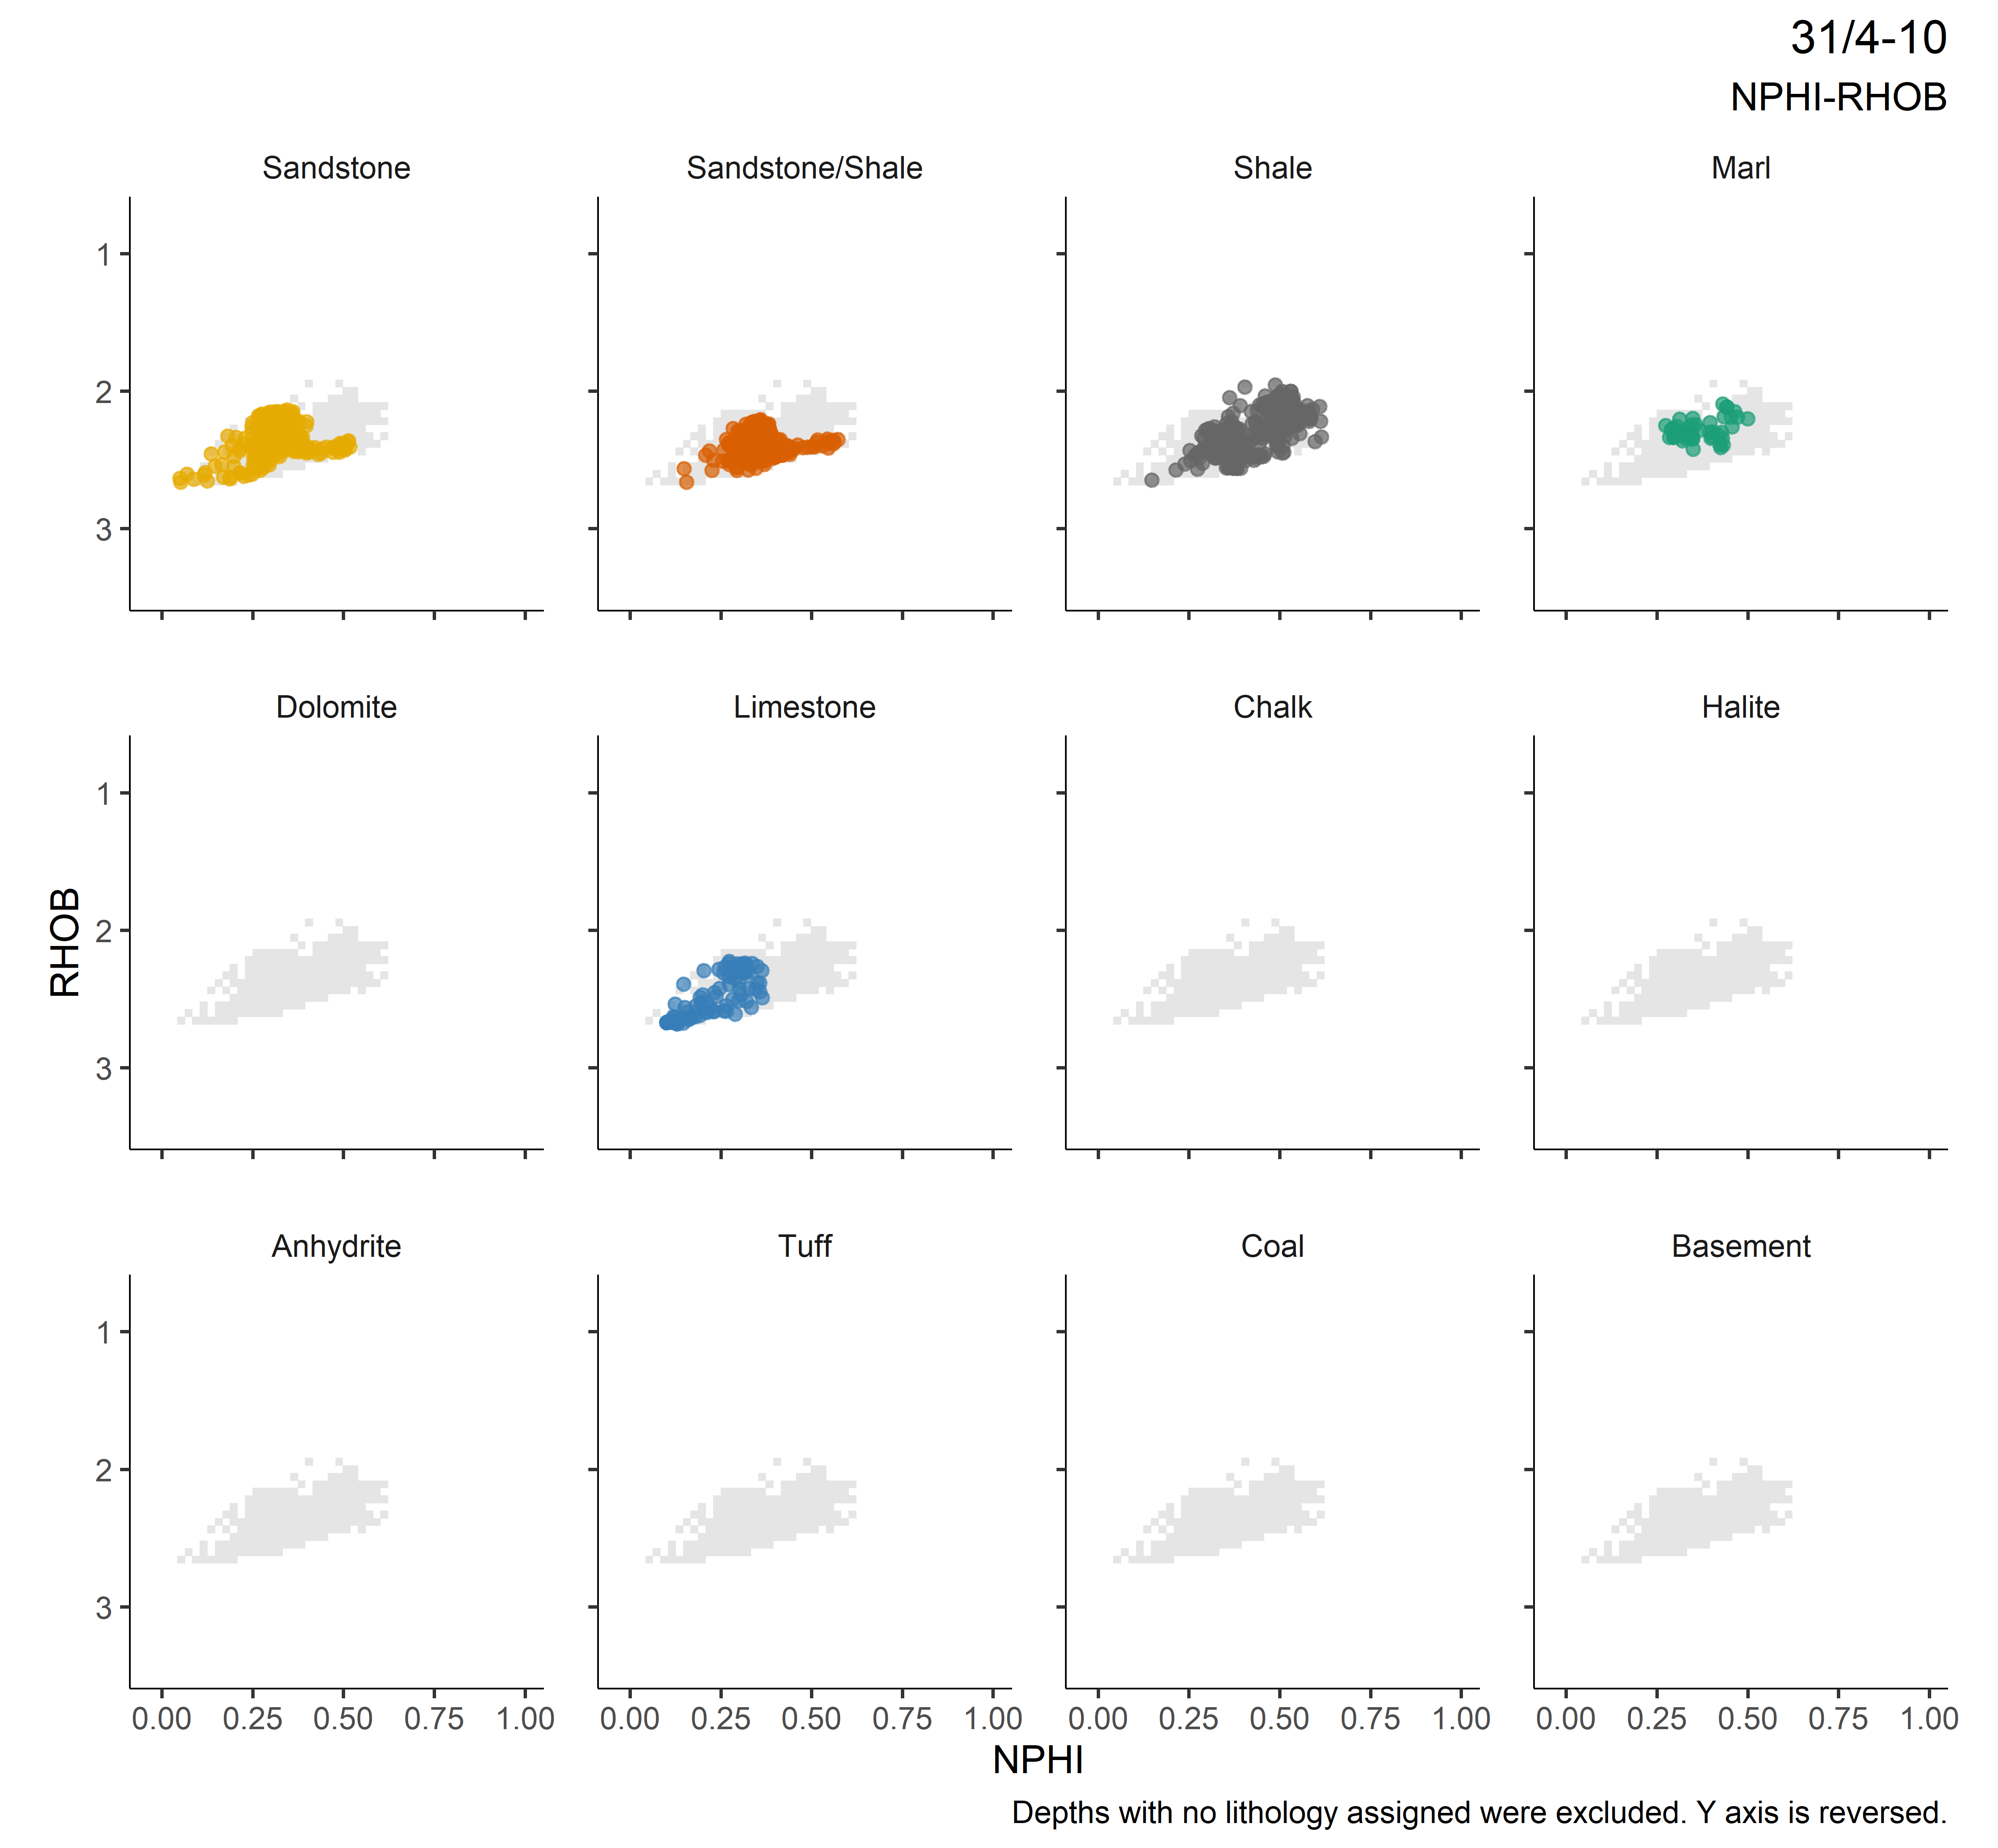 31/4-10
NPHI-RHOB
Sandstone
Sandstone/Shale
Shale
Marl
1
2
3
Dolomite
Limestone
Chalk
Halite
RHOB
1
2
3
Anhydrite
Tuff
Coal
Basement
1
2
3
0.00 0.25 0.50 0.75 1.00
0.00 0.25 0.50 0.75 1.00
0.00 0.25 0.50 0.75 1.00
0.00 0.25 0.50 0.75 1.00
NPHI
Depths with no lithology assigned were excluded. Y axis is reversed.